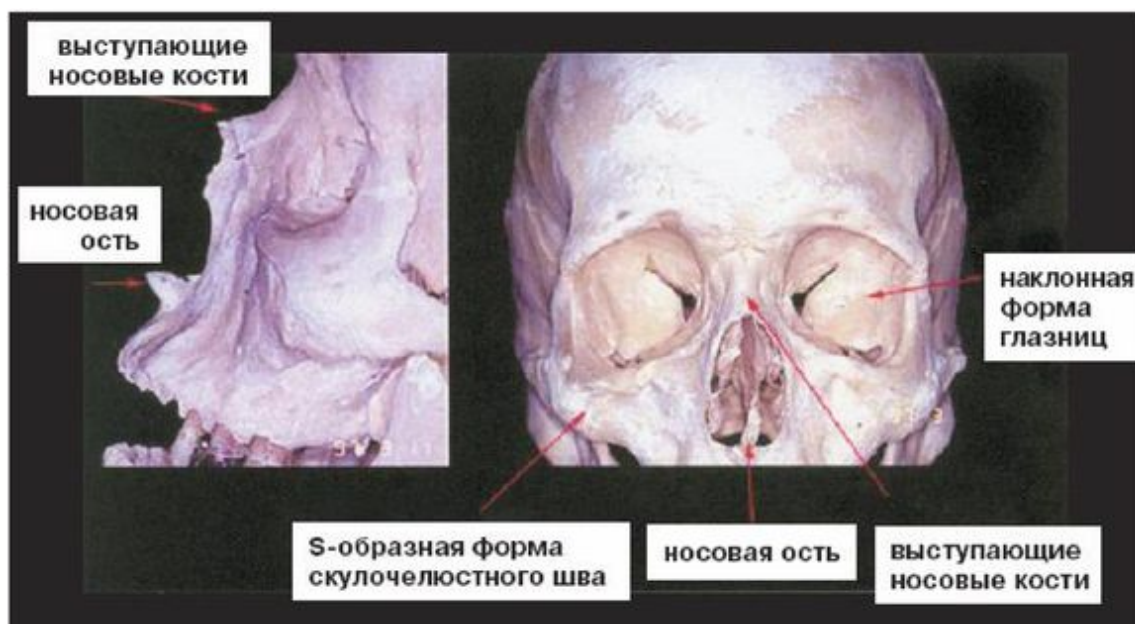 выступающие
носовые кости
носовая
ость
наклонная
форма
глазниц
S-образная форма
скулочелюстного шва
носовая ость
выступающие
носовые кости